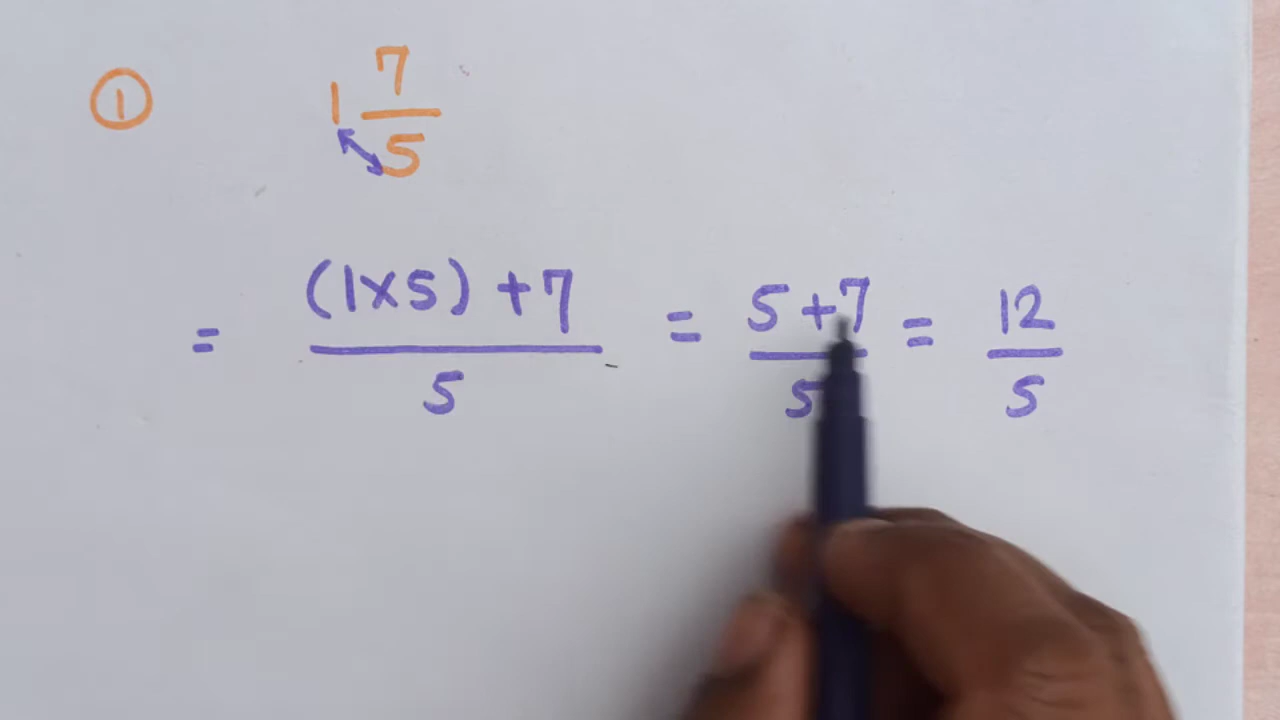 ① 1 7/5
= (1×5)+7/5 = 5+7/5 = 12/5